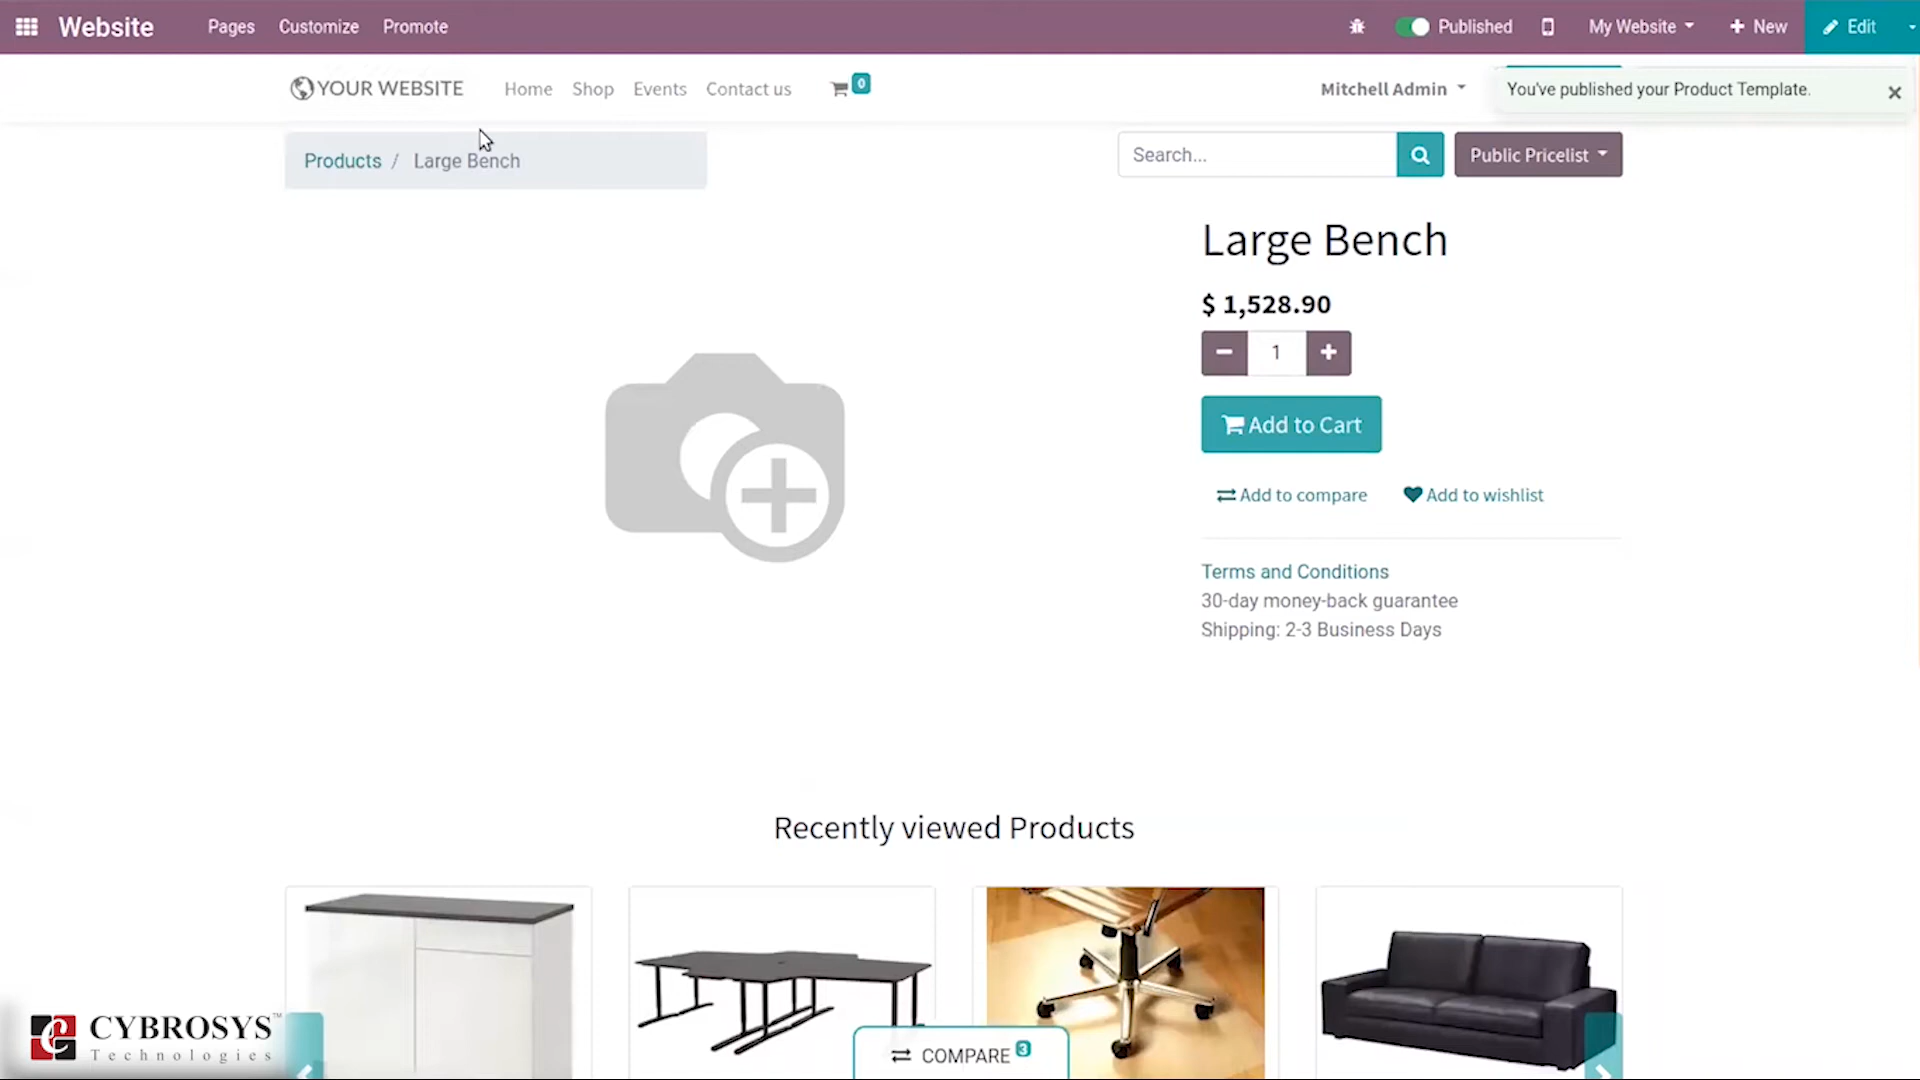 Website
Pages
Customize
Promote
Published
My Website
New
Edit
YOUR WEBSITE
Home
Shop
Events
Contact us
0
Mitchell Admin
You've published your Product Template.
Products / Large Bench
Search...
Public Pricelist
Large Bench
$ 1,528.90
1
Add to Cart
Add to compare
Add to wishlist
Terms and Conditions
30-day money-back guarantee
Shipping: 2-3 Business Days
Recently viewed Products
COMPARE 3
CYBROSYS™
Technologies